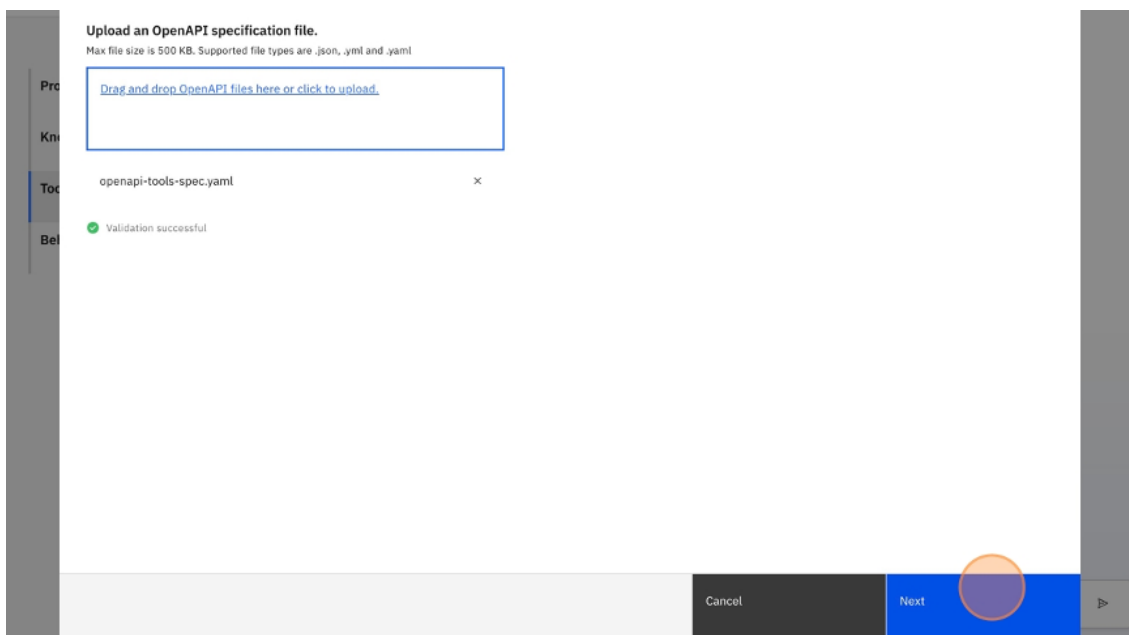 Upload an OpenAPI specification file.
Max file size is 500 KB. Supported file types are .json, .yml and .yaml
Drag and drop OpenAPI files here or click to upload.
openapi-tools-spec.yaml
Validation successful
Cancel
Next